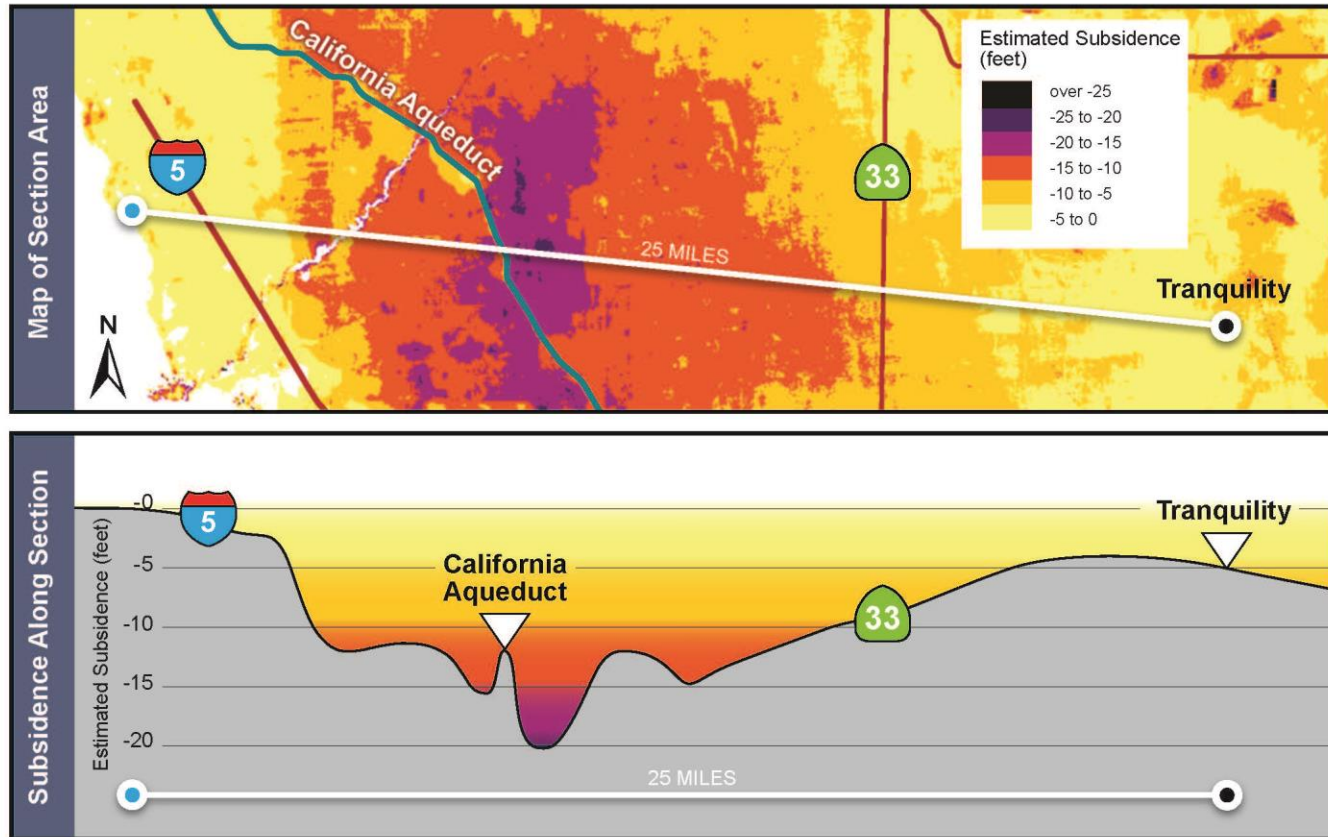 Map of Section Area
California Aqueduct
5
33
25 MILES
Tranquility
N
Estimated Subsidence
(feet)
over -25
-25 to -20
-20 to -15
-15 to -10
-10 to -5
-5 to 0
Subsidence Along Section
Estimated Subsidence (feet)
-0
-5
-10
-15
-20
5
California
Aqueduct
33
Tranquility
25 MILES